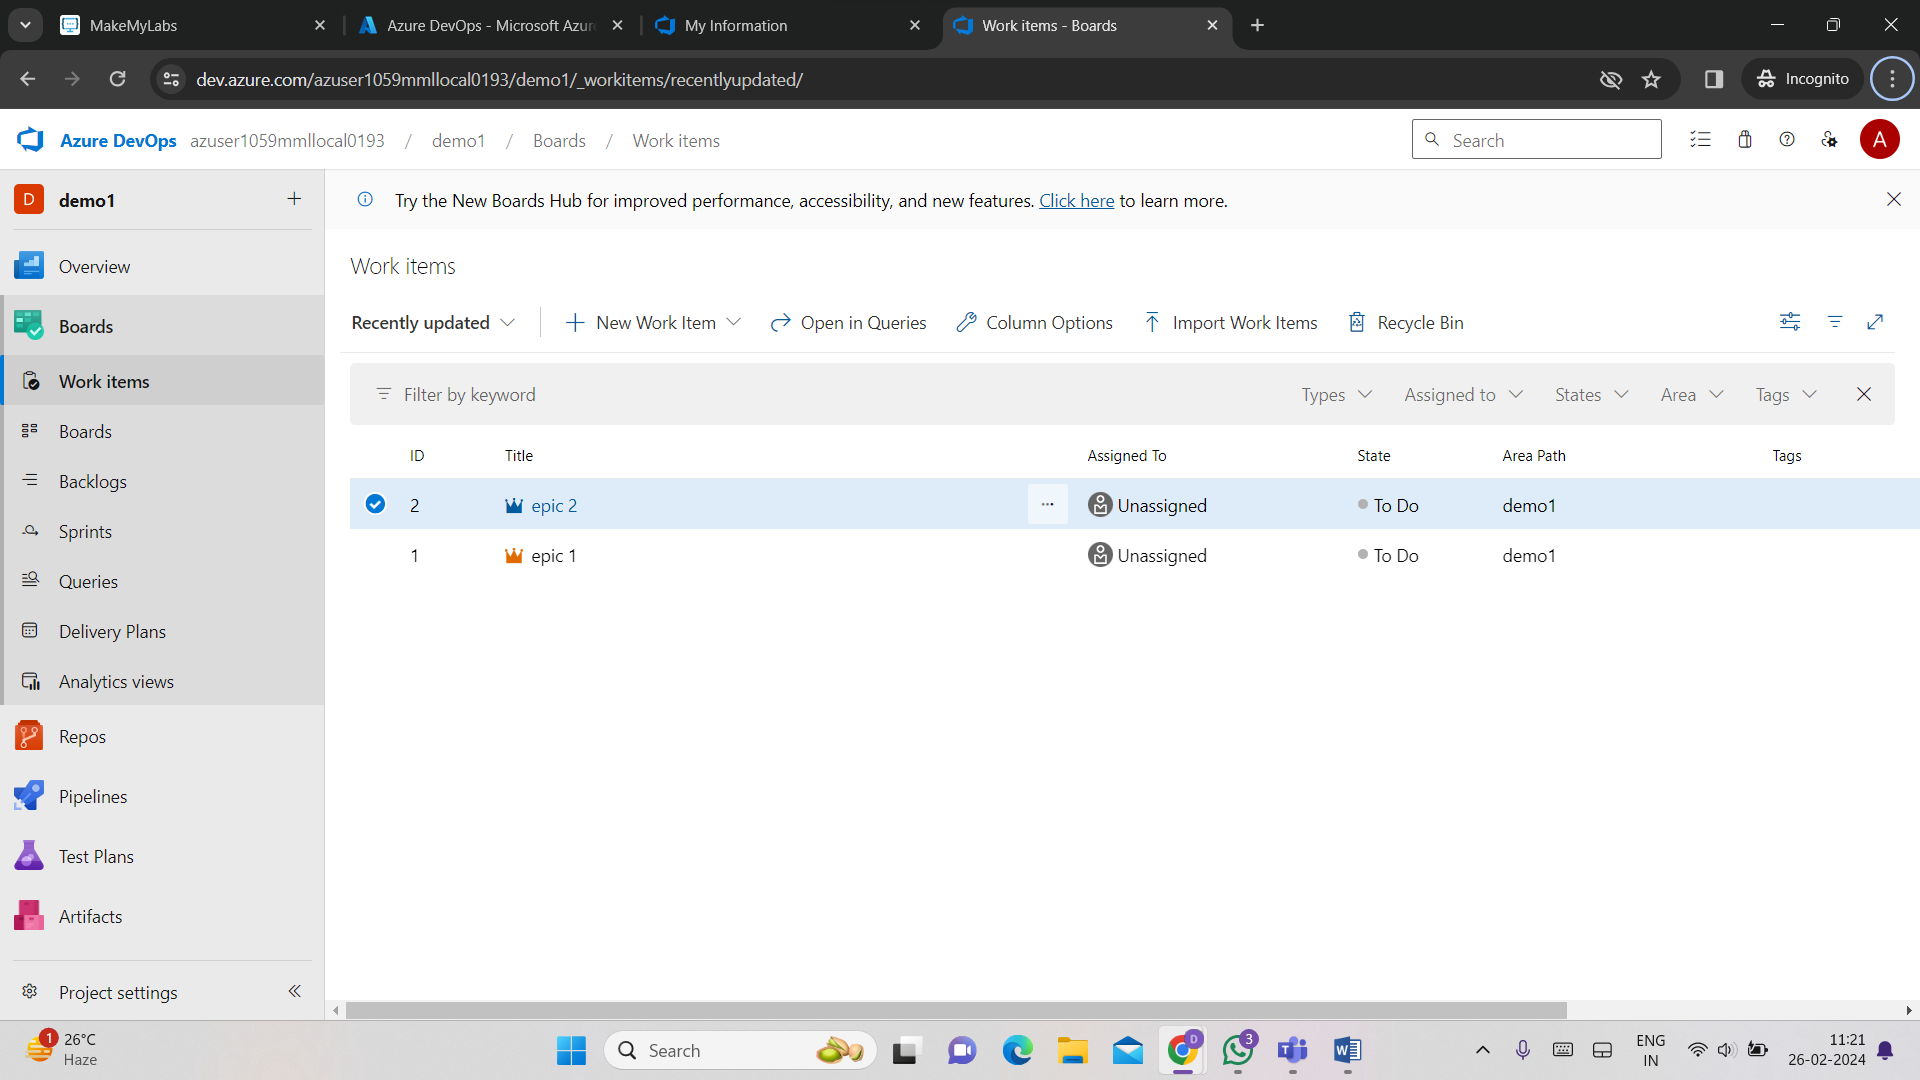 MakeMyLabs
Azure DevOps - Microsoft Azur
My Information
Work items - Boards
dev.azure.com/azuser1059mmllocal0193/demo1/_workitems/recentlyupdated/
Incognito
Azure DevOps azuser1059mmllocal0193 / demo1 / Boards / Work items
Search
A
D demo1
Try the New Boards Hub for improved performance, accessibility, and new features. Click here to learn more.
Overview
Boards
Work items
Boards
Backlogs
Sprints
Queries
Delivery Plans
Analytics views
Repos
Pipelines
Test Plans
Artifacts
Project settings
Work items
Recently updated
New Work Item
Open in Queries
Column Options
Import Work Items
Recycle Bin
Filter by keyword
Types
Assigned to
States
Area
Tags
ID Title Assigned To State Area Path Tags
2 epic 2 ... Unassigned To Do demo1
1 epic 1 Unassigned To Do demo1
1
26°C
Haze
Search
D
3
ENG
IN
11:21
26-02-2024